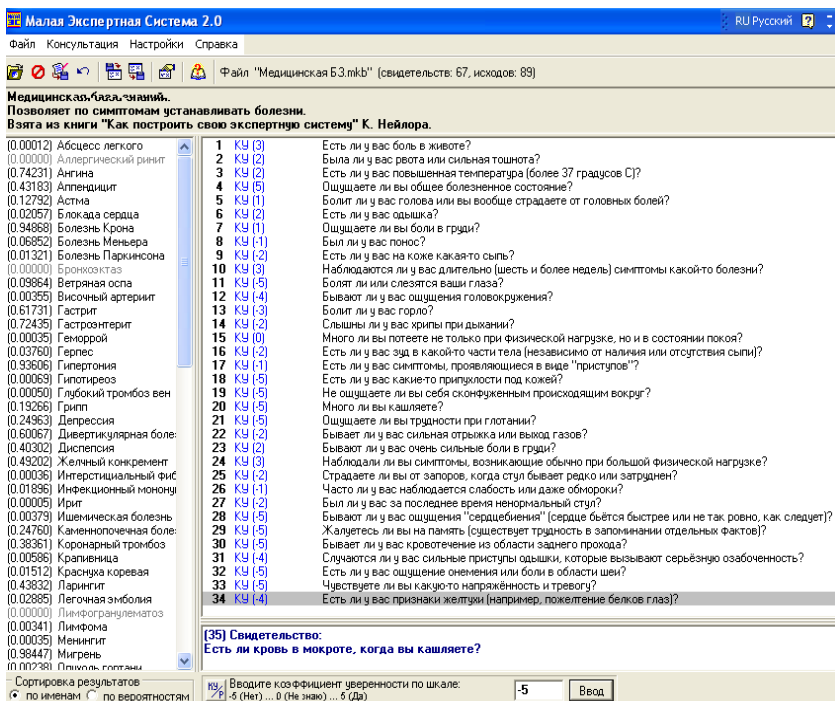 Малая Экспертная Система 2.0
RU Русский
Файл Консультация Настройки Справка
Файл "Медицинская БЗ.mkb" (свидетельств: 67, исходов: 89)
Медицинская база знаний.
Позволяет по симптомам устанавливать болезни.
Взята из книги "Как построить свою экспертную систему" К. Нейлора.
(0.00012) Абсцесс легкого
(0.00000) Аллергический ринит
(0.74231) Ангина
(0.43183) Аппендицит
(0.12792) Астма
(0.02057) Блокада сердца
(0.94868) Болезнь Крона
(0.06852) Болезнь Меньера
(0.01321) Болезнь Паркинсона
(0.00000) Бронхоэктаз
(0.09864) Ветряная оспа
(0.00355) Височный артериит
(0.61731) Гастрит
(0.72435) Гастроэнтерит
(0.00035) Геморрой
(0.03760) Герпес
(0.93606) Гипертония
(0.00069) Гипотиреоз
(0.00050) Глубокий тромбоз вен
(0.19266) Грипп
(0.24963) Депрессия
(0.60067) Дивертикулярная боле
(0.40302) Диспепсия
(0.49202) Желчный конкремент
(0.00036) Интерстициальный фиб
(0.01896) Инфекционный монону
(0.00005) Ирит
(0.00379) Ишемическая болезнь
(0.24760) Каменнопочечная боле
(0.38361) Коронарный тромбоз
(0.00586) Крапивница
(0.01512) Краснуха коревая
(0.43832) Ларингит
(0.02885) Легочная эмболия
(0.00000) Лимфогранулематоз
(0.00341) Лимфома
(0.00035) Менингит
(0.98447) Мигрень
(0.00238) Опухоль гортани
1 КУ (3) Есть ли у вас боль в животе?
2 КУ (2) Была ли у вас рвота или сильная тошнота?
3 КУ (2) Есть ли у вас повышенная температура (более 37 градусов С)?
4 КУ (5) Ощущаете ли вы общее болезненное состояние?
5 КУ (1) Болит ли у вас голова или вы вообще страдаете от головных болей?
6 КУ (2) Есть ли у вас одышка?
7 КУ (1) Ощущаете ли вы боли в груди?
8 КУ (-1) Был ли у вас понос?
9 КУ (-2) Есть ли у вас на коже какая-то сыпь?
10 КУ (3) Наблюдаются ли у вас длительно (шесть и более недель) симптомы какой-то болезни?
11 КУ (-5) Болят ли или слезятся ваши глаза?
12 КУ (-4) Бывают ли у вас ощущения головокружения?
13 КУ (-3) Болит ли у вас горло?
14 КУ (-2) Слышны ли у вас хрипы при дыхании?
15 КУ (0) Много ли вы потеете не только при физической нагрузке, но и в состоянии покоя?
16 КУ (-2) Есть ли у вас зуд в какой-то части тела (независимо от наличия или отсутствия сыпи)?
17 КУ (-1) Есть ли у вас симптомы, проявляющиеся в виде "приступов"?
18 КУ (-5) Есть ли у вас какие-то припухлости под кожей?
19 КУ (-5) Не ощущаете ли вы себя сконфуженным происходящим вокруг?
20 КУ (-5) Много ли вы кашляете?
21 КУ (-5) Ощущаете ли вы трудности при глотании?
22 КУ (-2) Бывает ли у вас сильная отрыжка или выход газов?
23 КУ (2) Бывают ли у вас очень сильные боли в груди?
24 КУ (3) Наблюдали ли вы симптомы, возникающие обычно при большой физической нагрузке?
25 КУ (-2) Страдаете ли вы от запоров, когда стул бывает редко или затруднен?
26 КУ (-1) Часто ли у вас наблюдается слабость или даже обмороки?
27 КУ (-2) Был ли у вас за последнее время ненормальный стул?
28 КУ (-5) Бывают ли у вас ощущения "сердцебиения" (сердце бьётся быстрее или не так ровно, как следует)?
29 КУ (-5) Жалуетесь ли вы на память (существует трудность в запоминании отдельных фактов)?
30 КУ (-5) Бывает ли у вас кровотечение из области заднего прохода?
31 КУ (-4) Случаются ли у вас сильные приступы одышки, которые вызывают серьёзную озабоченность?
32 КУ (-5) Есть ли у вас ощущение онемения или боли в области шеи?
33 КУ (-5) Чувствуете ли вы какую-то напряжённость и тревогу?
34 КУ (-4) Есть ли у вас признаки желтухи (например, пожелтение белков глаз)?
(35) Свидетельство:
Есть ли кровь в мокроте, когда вы кашляете?
Сортировка результатов
по именам по вероятностям
КУ/Р Вводите коэффициент уверенности по шкале:
-5 (Нет) ... 0 (Не знаю) ... 5 (Да)
-5
Ввод